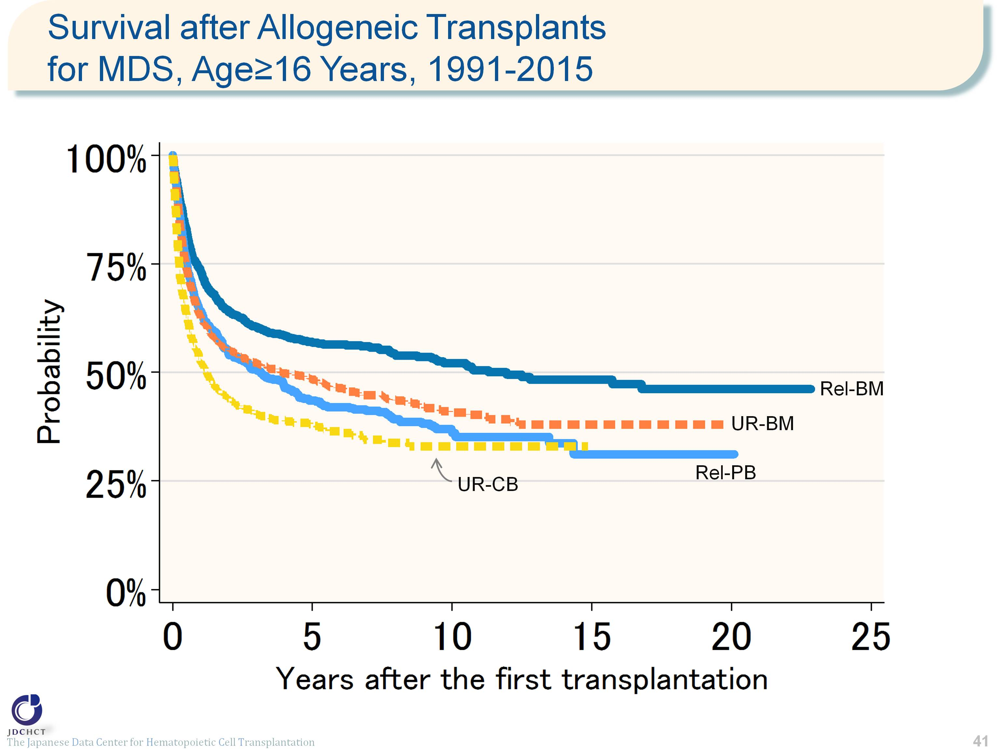 Survival after Allogeneic Transplants
for MDS, Age≥16 Years, 1991-2015
Probability
100%
75%
50%
25%
0%
Rel-BM
UR-BM
Rel-PB
UR-CB
0 5 10 15 20 25
Years after the first transplantation
JDCHCT
The Japanese Data Center for Hematopoietic Cell Transplantation
41